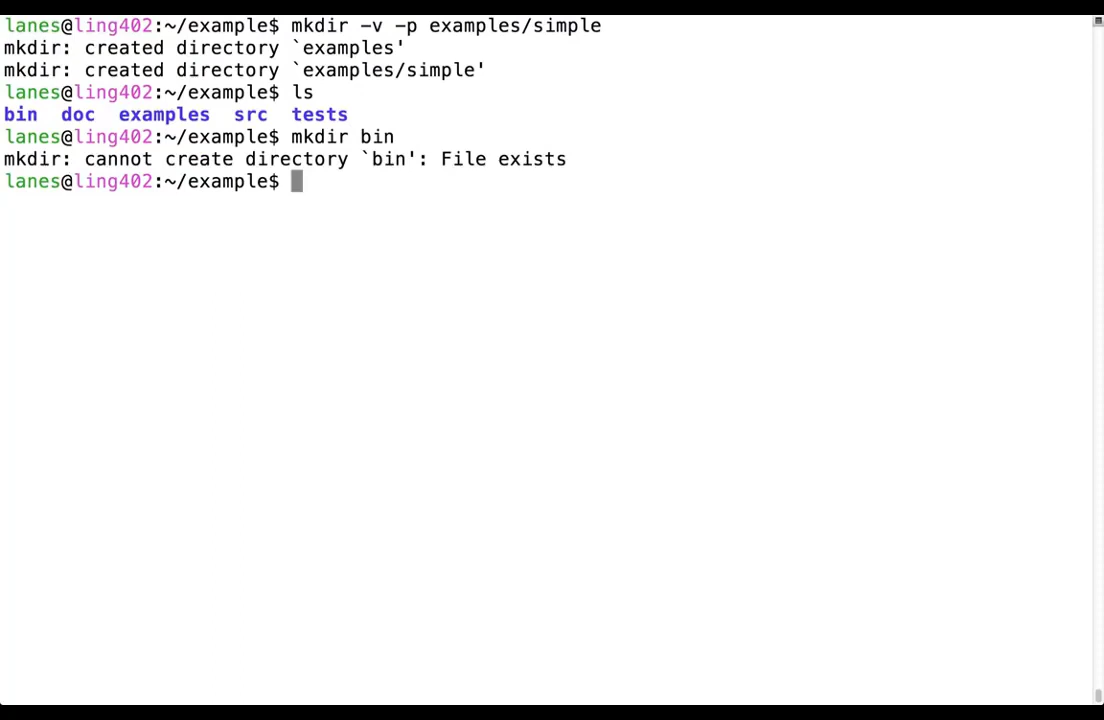 lanes@ling402:~/example$ mkdir -v -p examples/simple
mkdir: created directory `examples'
mkdir: created directory `examples/simple'
lanes@ling402:~/example$ ls
bin  doc  examples  src  tests
lanes@ling402:~/example$ mkdir bin
mkdir: cannot create directory `bin': File exists
lanes@ling402:~/example$